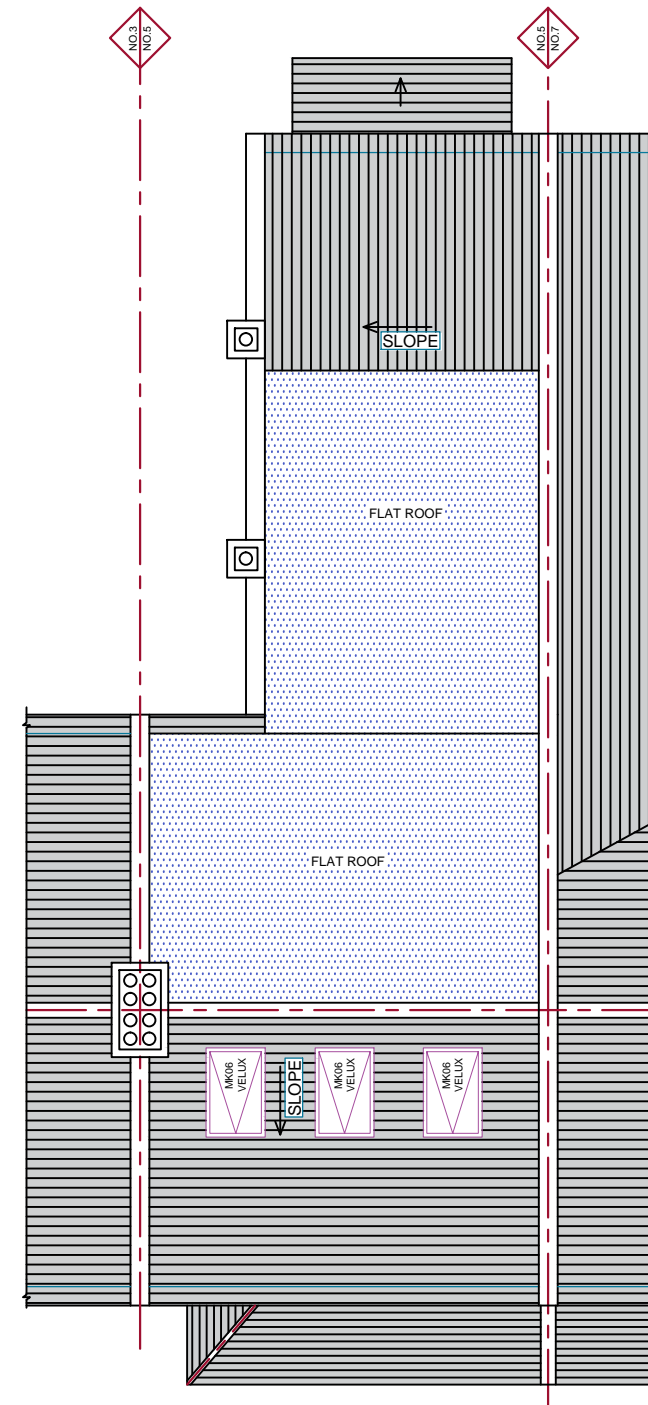 NO.3
NO.5
NO.5
NO.7
SLOPE
FLAT ROOF
FLAT ROOF
MK06
VELUX
SLOPE
MK06
VELUX
MK06
VELUX